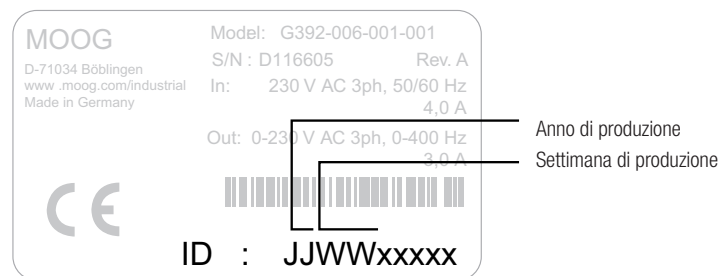 MOOG
D-71034 Böblingen
www .moog.com/industrial
Made in Germany
Model: G392-006-001-001
S/N : D116605 Rev. A
In: 230 V AC 3ph, 50/60 Hz
4,0 A
Out: 0-230 V AC 3ph, 0-400 Hz
3,0 A
CE
ID : JJWWxxxxx
Anno di produzione
Settimana di produzione